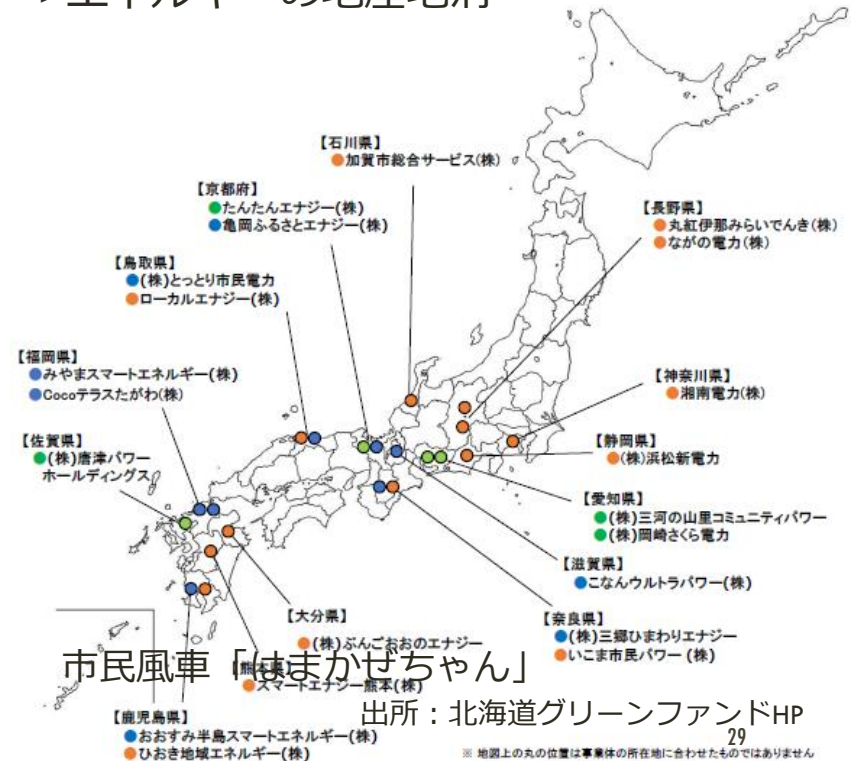 エネルギーの地産地消
【石川県】
●加賀市総合サービス(株)
【京都府】
●たんたんエナジー(株)
●亀岡ふるさとエナジー(株)
【長野県】
●丸紅伊那みらいでんき(株)
●ながの電力(株)
【鳥取県】
●(株)とっとり市民電力
●ローカルエナジー(株)
【福岡県】
●みやまスマートエネルギー(株)
●Cocoテラスたがわ(株)
【神奈川県】
●湘南電力(株)
【佐賀県】
●(株)唐津パワー
ホールディングス
【静岡県】
●(株)浜松新電力
【愛知県】
●(株)三河の山里コミュニティパワー
●(株)岡崎さくら電力
【滋賀県】
●こなんウルトラパワー(株)
【奈良県】
●(株)三郷ひまわりエナジー
●いこま市民パワー(株)
【大分県】
●(株)ぶんごおおのエナジー
市民風車「はまかぜちゃん」
【熊本県】
●スマートエナジー熊本(株)
出所：北海道グリーンファンドHP
【鹿児島県】
●おおすみ半島スマートエネルギー(株)
●ひおき地域エネルギー(株)
29
※ 地図上の丸の位置は事業体の所在地に合わせたものではありません